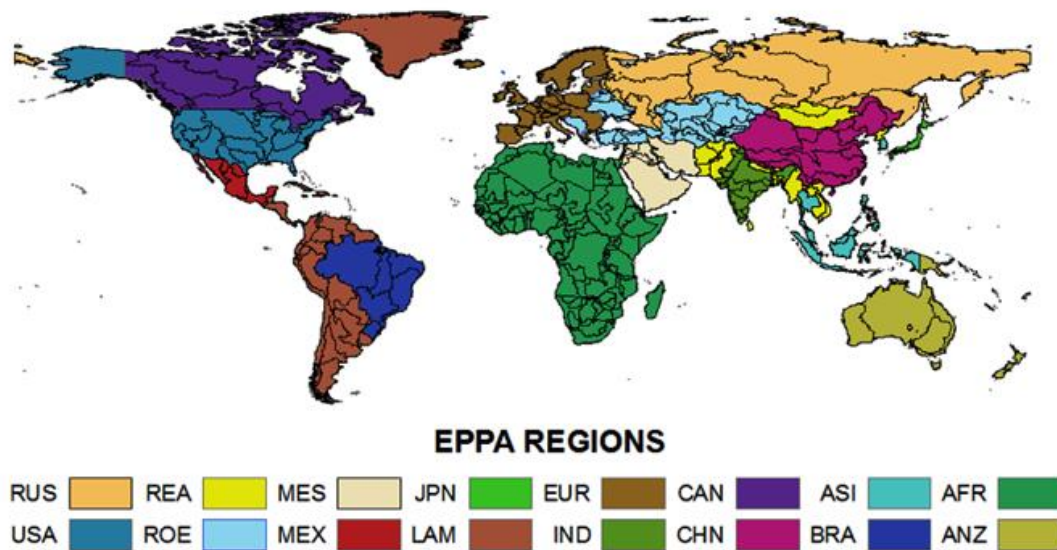 EPPA REGIONS
RUS REA MES JPN EUR CAN ASI AFR
USA ROE MEX LAM IND CHN BRA ANZ